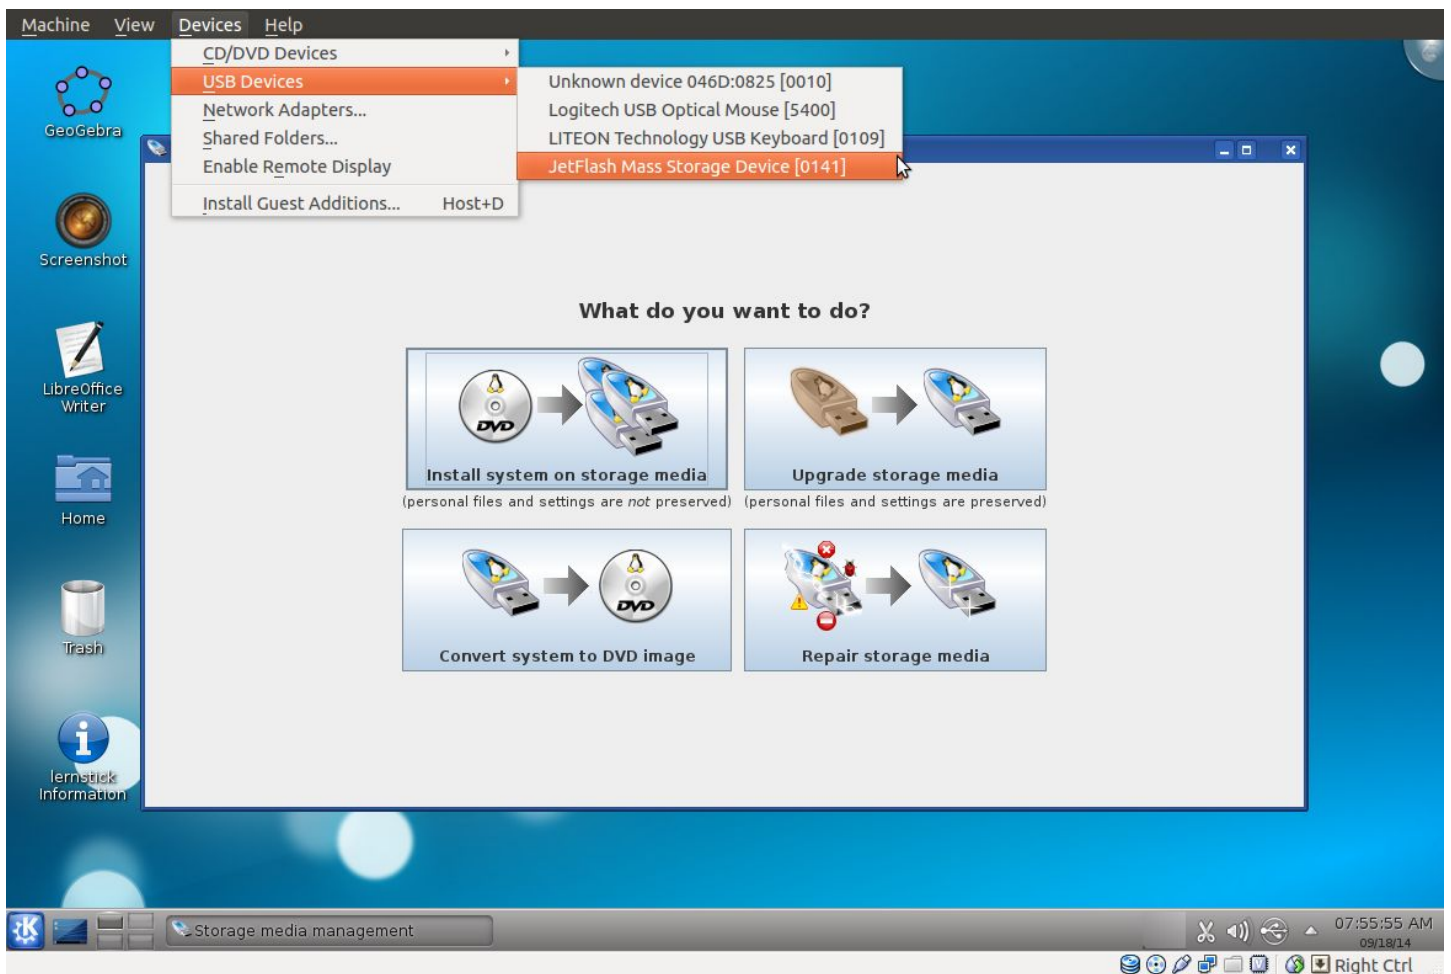 Machine View Devices Help
CD/DVD Devices
USB Devices
Network Adapters...
Shared Folders...
Enable Remote Display
Install Guest Additions... Host+D
Unknown device 046D:0825 [0010]
Logitech USB Optical Mouse [5400]
LITEON Technology USB Keyboard [0109]
JetFlash Mass Storage Device [0141]
GeoGebra
Screenshot
LibreOffice
Writer
Home
Trash
lernstick
Information
What do you want to do?
DVD
Install system on storage media
(personal files and settings are not preserved)
Upgrade storage media
(personal files and settings are preserved)
DVD
Convert system to DVD image
Repair storage media
Storage media management
07:55:55 AM
09/18/14
Right Ctrl